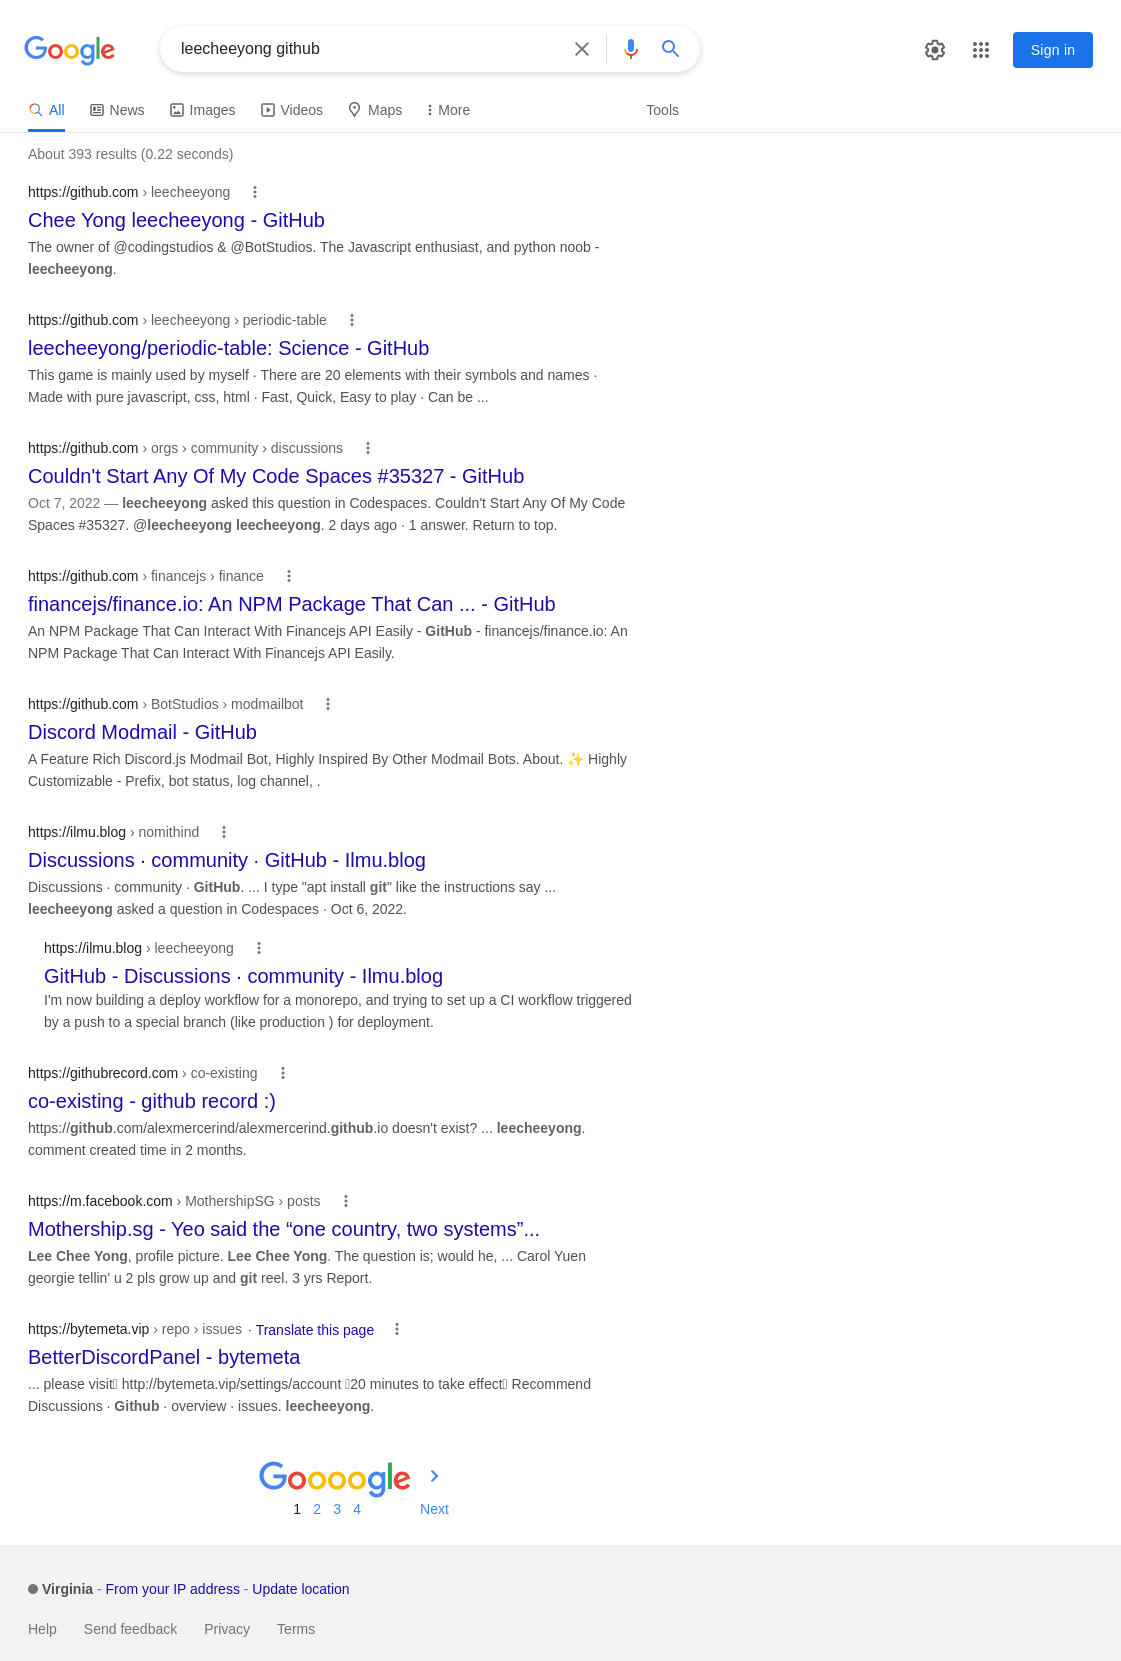 Google
leecheeyong github
Sign in
All News Images Videos Maps More Tools
About 393 results (0.22 seconds)
https://github.com › leecheeyong
Chee Yong leecheeyong - GitHub
The owner of @codingstudios & @BotStudios. The Javascript enthusiast, and python noob -
leecheeyong.
https://github.com › leecheeyong › periodic-table
leecheeyong/periodic-table: Science - GitHub
This game is mainly used by myself · There are 20 elements with their symbols and names ·
Made with pure javascript, css, html · Fast, Quick, Easy to play · Can be ...
https://github.com › orgs › community › discussions
Couldn't Start Any Of My Code Spaces #35327 - GitHub
Oct 7, 2022 — leecheeyong asked this question in Codespaces. Couldn't Start Any Of My Code
Spaces #35327. @leecheeyong leecheeyong. 2 days ago · 1 answer. Return to top.
https://github.com › financejs › finance
financejs/finance.io: An NPM Package That Can ... - GitHub
An NPM Package That Can Interact With Financejs API Easily - GitHub - financejs/finance.io: An
NPM Package That Can Interact With Financejs API Easily.
https://github.com › BotStudios › modmailbot
Discord Modmail - GitHub
A Feature Rich Discord.js Modmail Bot, Highly Inspired By Other Modmail Bots. About. ✨ Highly
Customizable - Prefix, bot status, log channel, .
https://ilmu.blog › nomithind
Discussions · community · GitHub - Ilmu.blog
Discussions · community · GitHub. ... I type "apt install git" like the instructions say ...
leecheeyong asked a question in Codespaces · Oct 6, 2022.
https://ilmu.blog › leecheeyong
GitHub - Discussions · community - Ilmu.blog
I'm now building a deploy workflow for a monorepo, and trying to set up a CI workflow triggered
by a push to a special branch (like production ) for deployment.
https://githubrecord.com › co-existing
co-existing - github record :)
https://github.com/alexmercerind/alexmercerind.github.io doesn't exist? ... leecheeyong.
comment created time in 2 months.
https://m.facebook.com › MothershipSG › posts
Mothership.sg - Yeo said the “one country, two systems”...
Lee Chee Yong, profile picture. Lee Chee Yong. The question is; would he, ... Carol Yuen
georgie tellin' u 2 pls grow up and git reel. 3 yrs Report.
https://bytemeta.vip › repo › issues · Translate this page
BetterDiscordPanel - bytemeta
... please visit http://bytemeta.vip/settings/account 20 minutes to take effect Recommend
Discussions · Github · overview · issues. leecheeyong.
Goooogle
1 2 3 4 Next
Virginia - From your IP address - Update location
Help Send feedback Privacy Terms